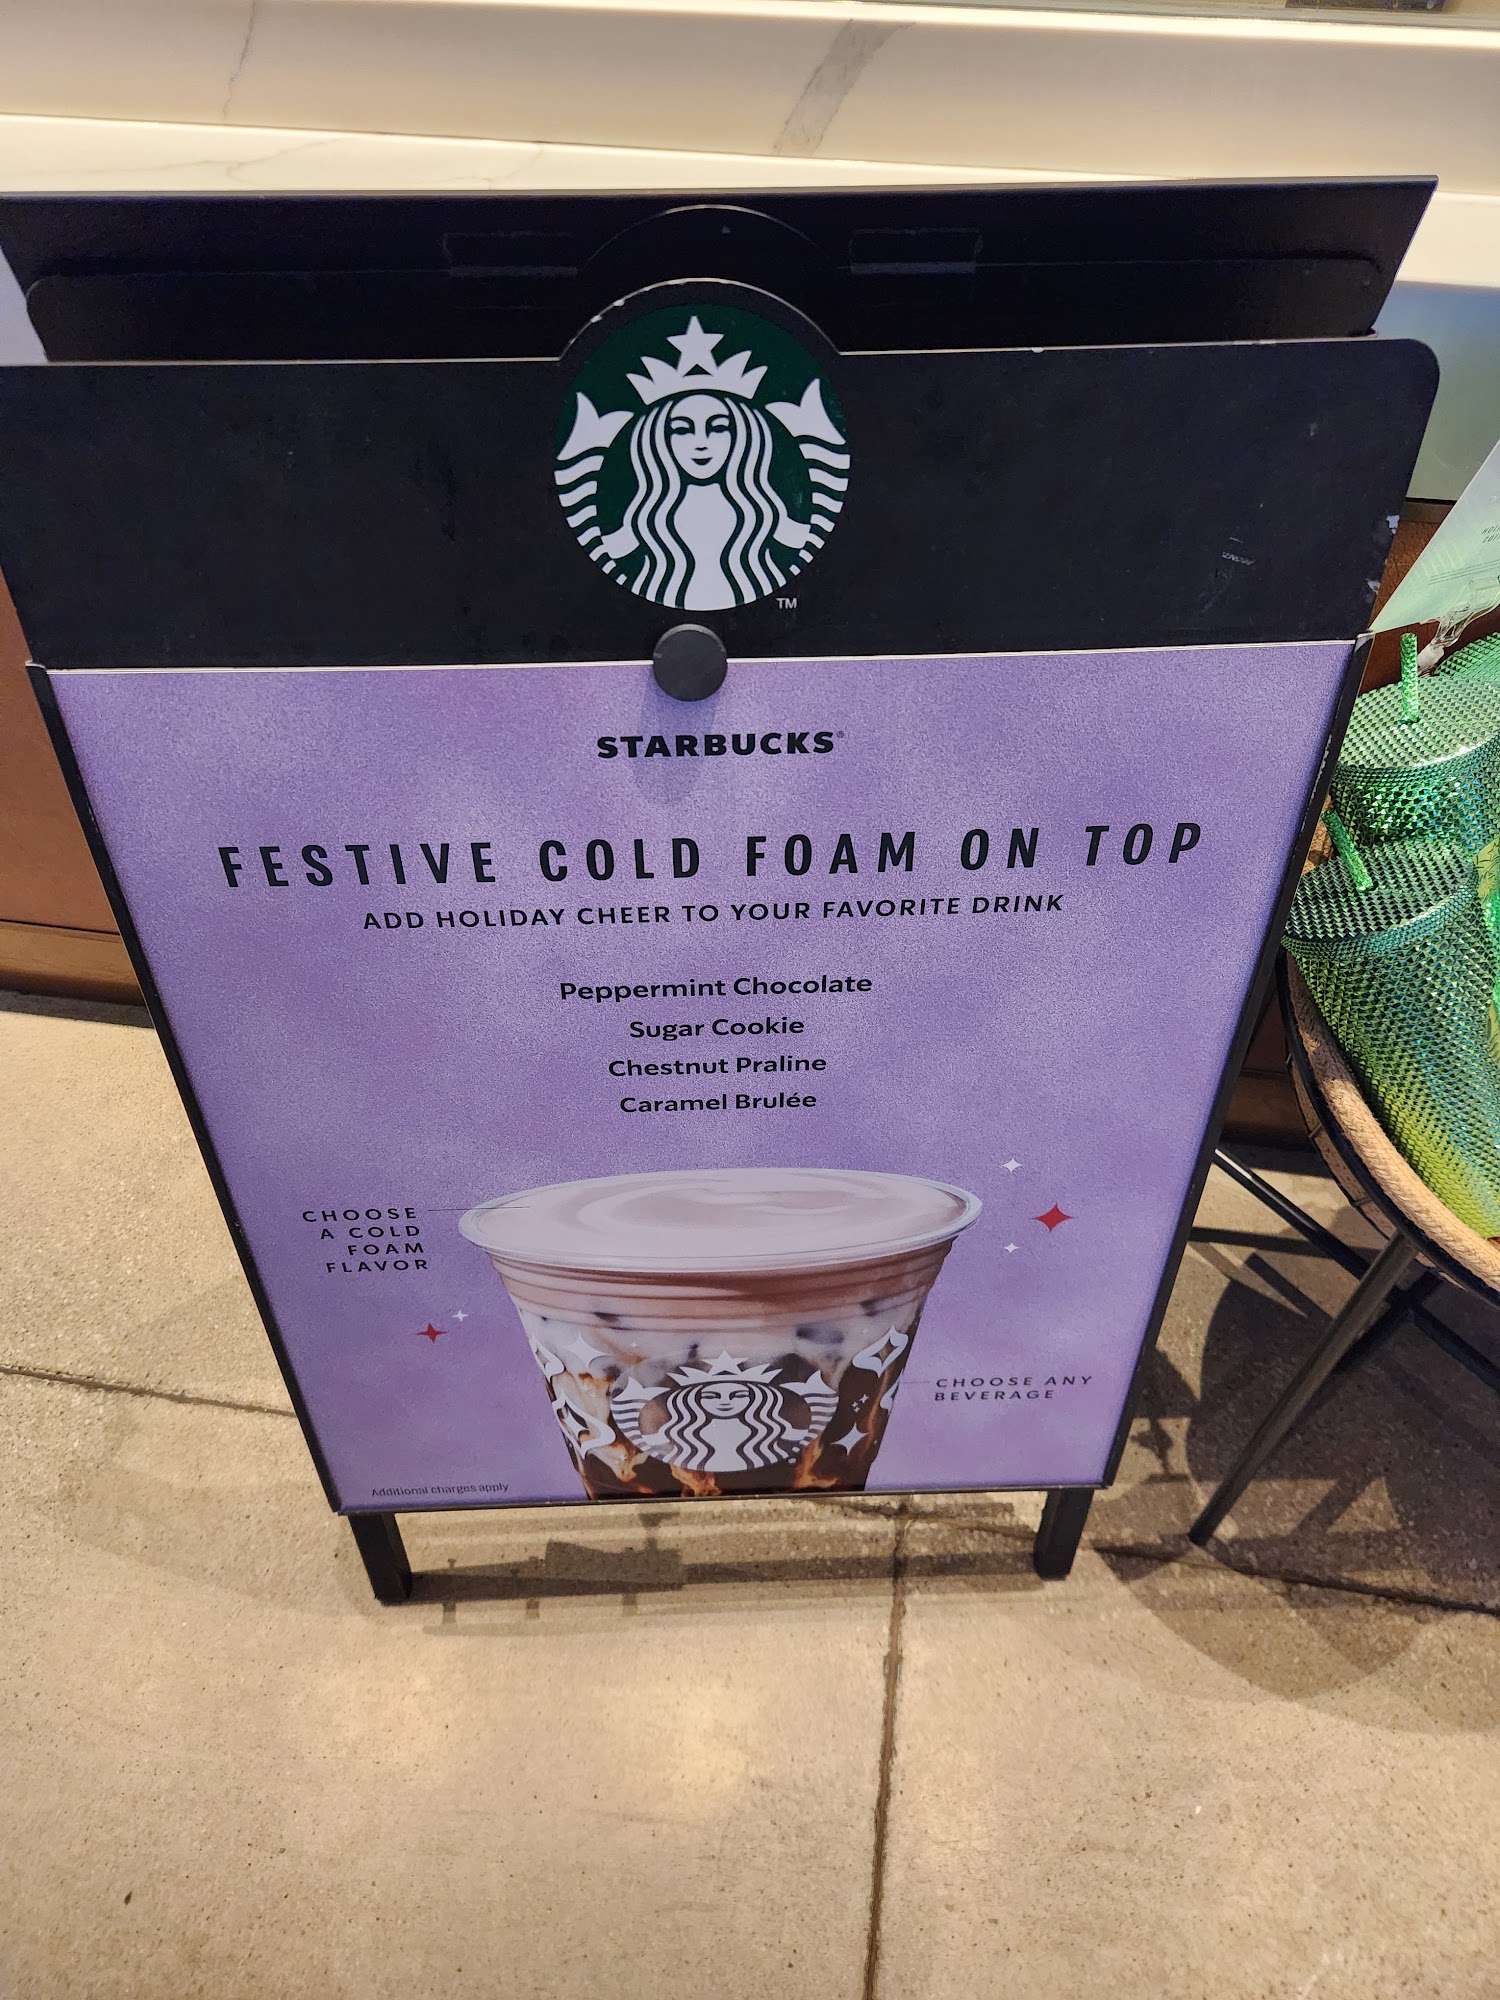 TM
STARBUCKS®
FESTIVE COLD FOAM ON TOP
ADD HOLIDAY CHEER TO YOUR FAVORITE DRINK
Peppermint Chocolate
Sugar Cookie
Chestnut Praline
Caramel Brulée
CHOOSE
A COLD
FOAM
FLAVOR
CHOOSE ANY
BEVERAGE
Additional charges apply